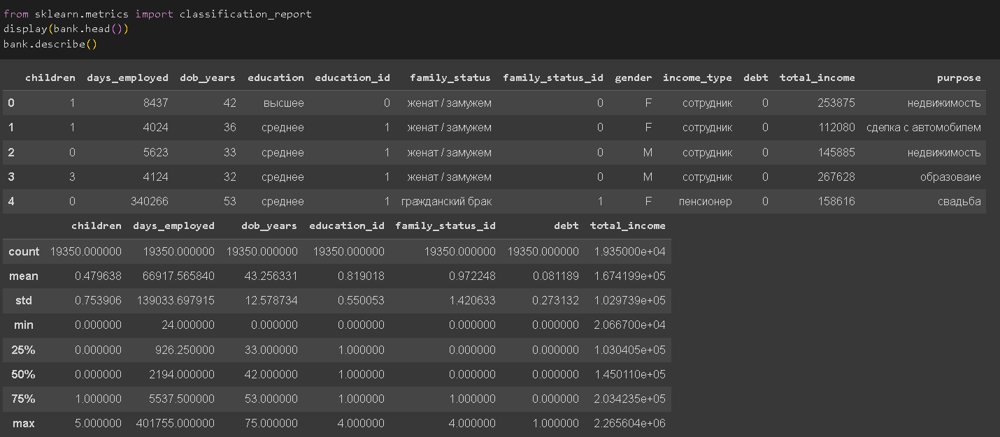 from sklearn.metrics import classification_report
display(bank.head())
bank.describe()
children days_employed dob_years education education_id family_status family_status_id gender income_type debt total_income purpose
0 1 8437 42 высшее 0 женат / замужем 0 F сотрудник 0 253875 недвижимость
1 1 4024 36 среднее 1 женат / замужем 0 F сотрудник 0 112080 сделка с автомобилем
2 0 5623 33 среднее 1 женат / замужем 0 M сотрудник 0 145885 недвижимость
3 3 4124 32 среднее 1 женат / замужем 0 M сотрудник 0 267628 образоваие
4 0 340266 53 среднее 1 гражданский брак 1 F пенсионер 0 158616 свадьба
children days_employed dob_years education_id family_status_id debt total_income
count 19350.000000 19350.000000 19350.000000 19350.000000 19350.000000 19350.000000 1.935000e+04
mean 0.479638 66917.565840 43.256331 0.819018 0.972248 0.081189 1.674199e+05
std 0.753906 139033.697915 12.578734 0.550053 1.420633 0.273132 1.029739e+05
min 0.000000 24.000000 0.000000 0.000000 0.000000 0.000000 2.066700e+04
25% 0.000000 926.250000 33.000000 1.000000 0.000000 0.000000 1.030405e+05
50% 0.000000 2194.000000 42.000000 1.000000 0.000000 0.000000 1.450110e+05
75% 1.000000 5537.500000 53.000000 1.000000 1.000000 0.000000 2.034235e+05
max 5.000000 401755.000000 75.000000 4.000000 4.000000 1.000000 2.265604e+06